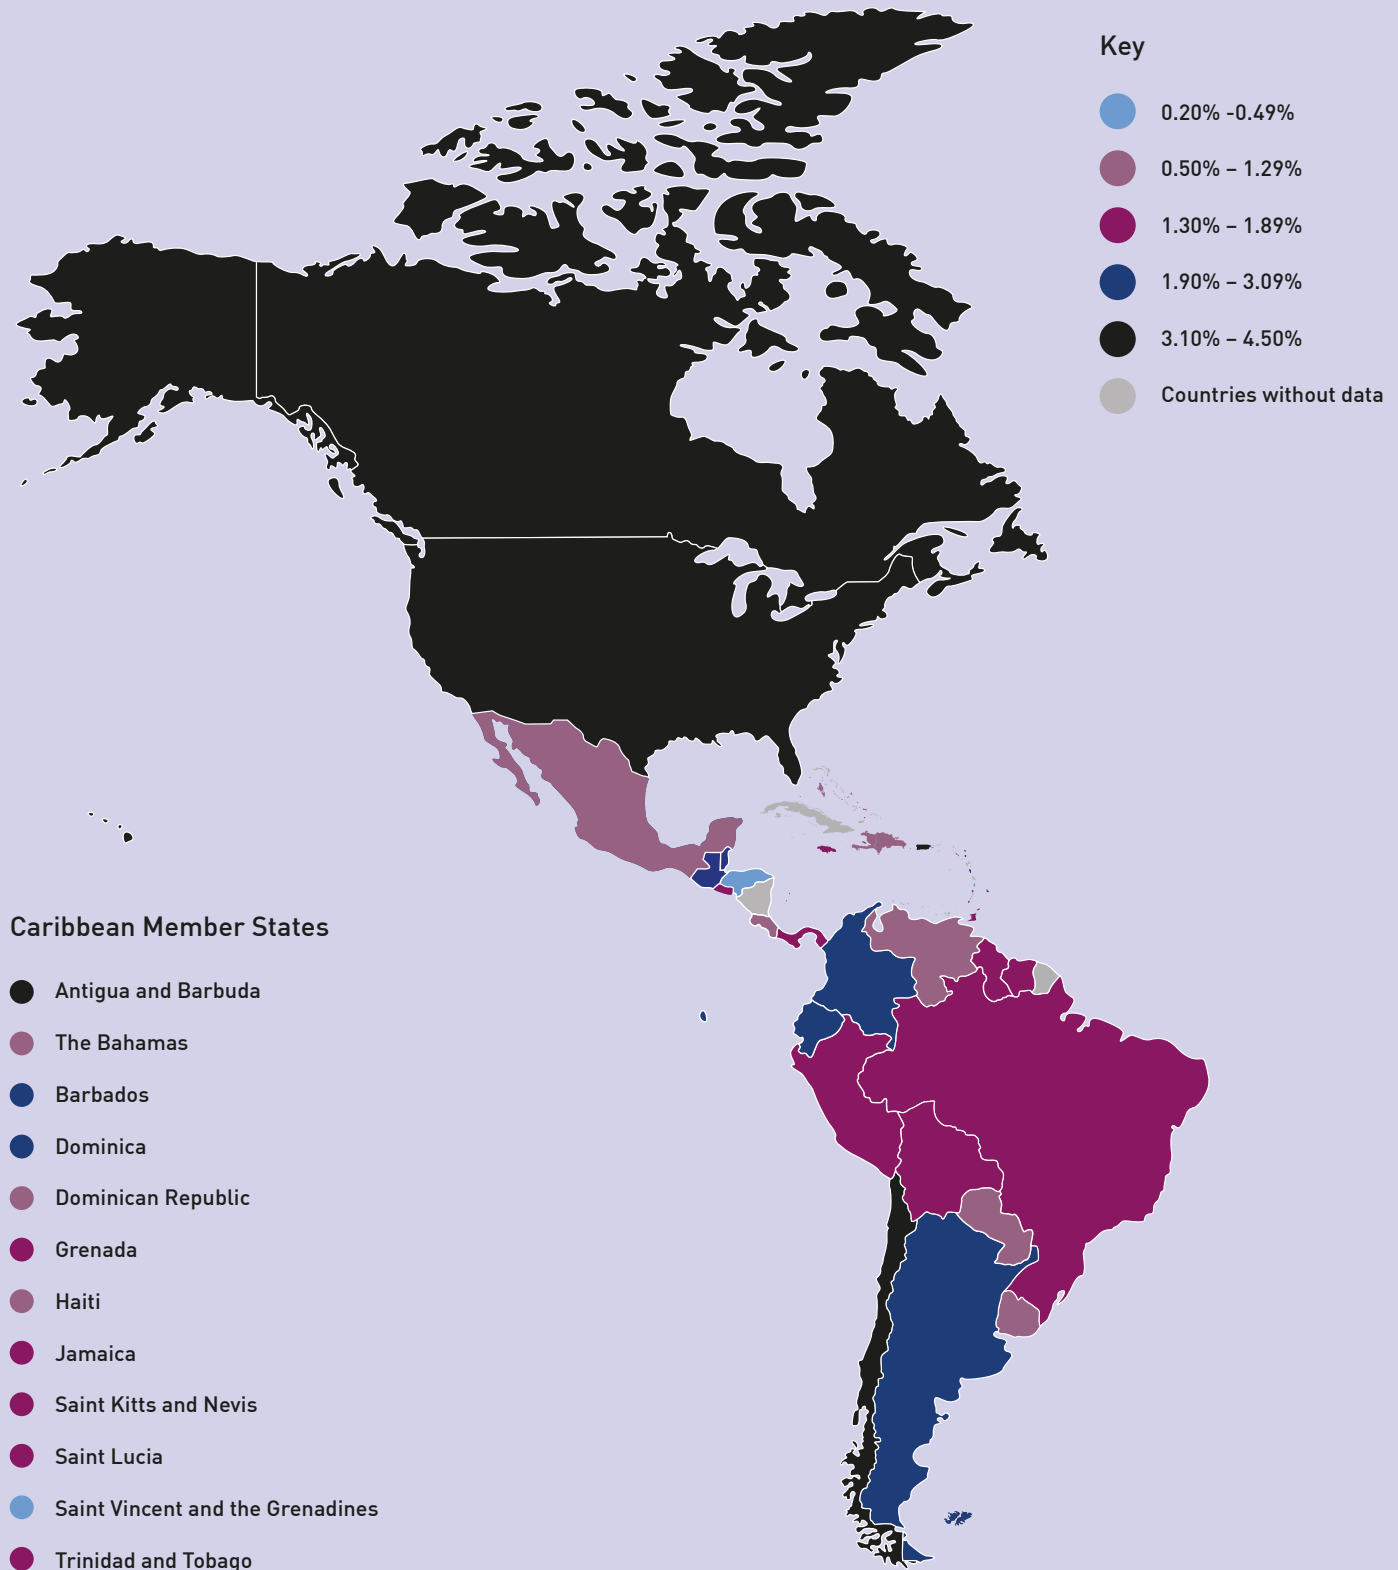 Key
0.20% -0.49%
0.50% – 1.29%
1.30% – 1.89%
1.90% – 3.09%
3.10% – 4.50%
Countries without data
Caribbean Member States
Antigua and Barbuda
The Bahamas
Barbados
Dominica
Dominican Republic
Grenada
Haiti
Jamaica
Saint Kitts and Nevis
Saint Lucia
Saint Vincent and the Grenadines
Trinidad and Tobago